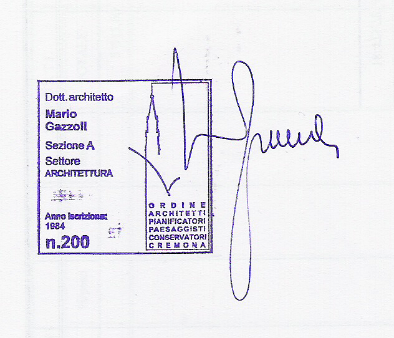 Dott. architetto
Mario
Gazzoli
Sezione A
Settore
ARCHITETTURA
Anno iscrizione:
1984
n.200
ORDINE
ARCHITETTI
PIANIFICATORI
PAESAGGISTI
CONSERVATORI
CREMONA